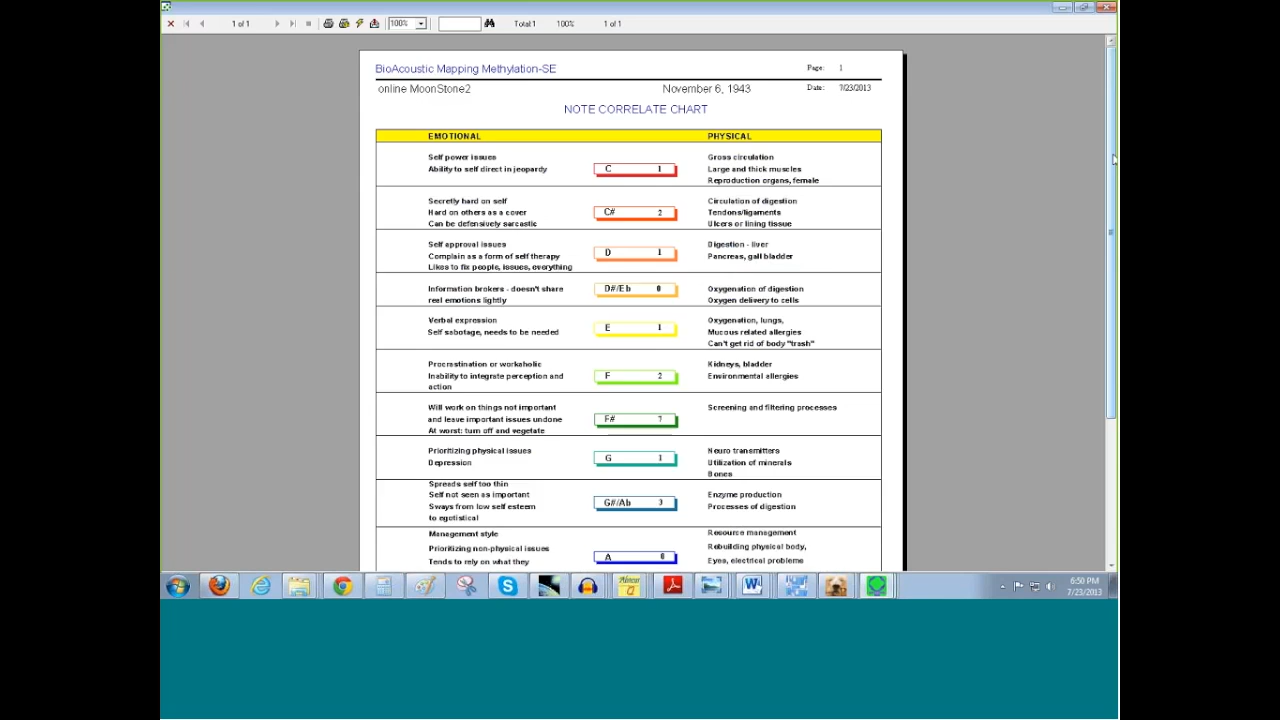 1 of 1
100%
Total:1
100%
1 of 1
BioAcoustic Mapping Methylation-SE
Page: 1
online MoonStone2
November 6, 1943
Date: 7/23/2013
NOTE CORRELATE CHART
EMOTIONAL
PHYSICAL
Self power issues
Ability to self direct in jeopardy
C 1
Gross circulation
Large and thick muscles
Reproduction organs, female
Secretly hard on self
Hard on others as a cover
Can be defensively sarcastic
C# 2
Circulation of digestion
Tendons/ligaments
Ulcers or lining tissue
Self approval issues
Complain as a form of self therapy
Likes to fix people, issues, everything
D 1
Digestion - liver
Pancreas, gall bladder
Information brokers - doesn't share
real emotions lightly
D#/Eb 0
Oxygenation of digestion
Oxygen delivery to cells
Verbal expression
Self sabotage, needs to be needed
E 1
Oxygenation, lungs,
Mucous related allergies
Can't get rid of body "trash"
Procrastination or workaholic
Inability to integrate perception and
action
F 2
Kidneys, bladder
Environmental allergies
Will work on things not important
and leave important issues undone
At worst: turn off and vegetate
F# 7
Screening and filtering processes
Prioritizing physical issues
Depression
G 1
Neuro transmitters
Utilization of minerals
Bones
Spreads self too thin
Self not seen as important
Sways from low self esteem
to egotistical
G#/Ab 3
Enzyme production
Processes of digestion
Management style
Prioritizing non-physical issues
Tends to rely on what they
A 0
Resource management
Rebuilding physical body,
Eyes, electrical problems
6:50 PM
7/23/2013